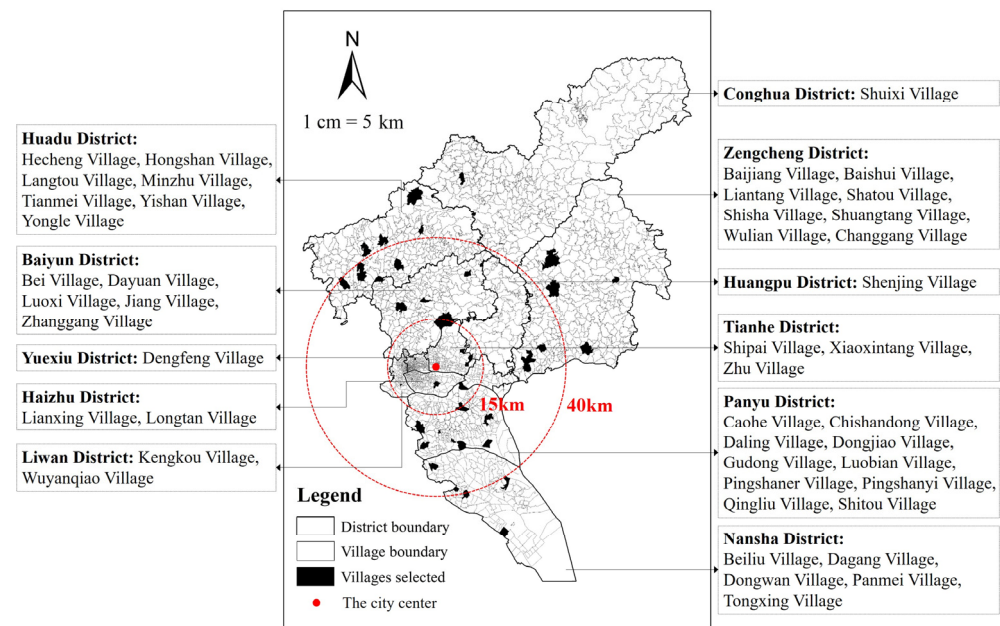 N
1 cm = 5 km
Huadu District:
Hecheng Village, Hongshan Village,
Langtou Village, Minzhu Village,
Tianmei Village, Yishan Village,
Yongle Village
Baiyun District:
Bei Village, Dayuan Village,
Luoxi Village, Jiang Village,
Zhanggang Village
Yuexiu District: Dengfeng Village
Haizhu District:
Lianxing Village, Longtan Village
Liwan District: Kengkou Village,
Wuyanqiao Village
15km
40km
Legend
District boundary
Village boundary
Villages selected
The city center
Conghua District: Shuixi Village
Zengcheng District:
Baijiang Village, Baishui Village,
Liantang Village, Shatou Village,
Shisha Village, Shuangtang Village,
Wulian Village, Changgang Village
Huangpu District: Shenjing Village
Tianhe District:
Shipai Village, Xiaoxintang Village,
Zhu Village
Panyu District:
Caohe Village, Chishandong Village,
Daling Village, Dongjiao Village,
Gudong Village, Luobian Village,
Pingshaner Village, Pingshanyi Village,
Qingliu Village, Shitou Village
Nansha District:
Beiliu Village, Dagang Village,
Dongwan Village, Panmei Village,
Tongxing Village